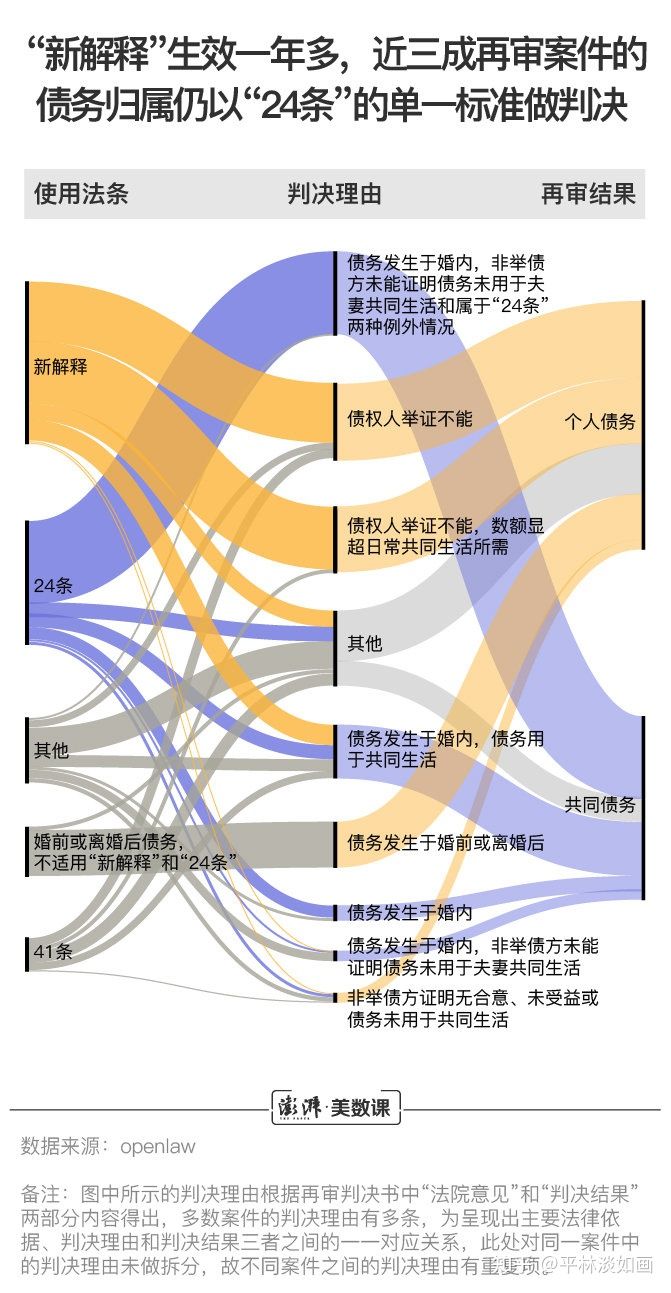 “新解释”生效一年多，近三成再审案件的
债务归属仍以“24条”的单一标准做判决
使用法条
判决理由
再审结果
新解释
24条
其他
婚前或离婚后债务，
不适用“新解释”和“24条”
41条
债务发生于婚内，非举债
方未能证明债务未用于夫
妻共同生活和属于“24条”
两种例外情况
债权人举证不能
债权人举证不能，数额显
超日常共同生活所需
其他
债务发生于婚内，债务用
于共同生活
债务发生于婚前或离婚后
债务发生于婚内
债务发生于婚内，非举债方未能
证明债务未用于夫妻共同生活
非举债方证明无合意、未受益或
债务未用于共同生活
个人债务
共同债务
澎湃·美数课
数据来源：openlaw
备注：图中所示的判决理由根据再审判决书中“法院意见”和“判决结果”
两部分内容得出，多数案件的判决理由有多条，为呈现出主要法律依
据、判决理由和判决结果三者之间的一一对应关系，此处对同一案件中
的判决理由未做拆分，故不同案件之间的判决理由有重复项。
知乎 @平林淡如画